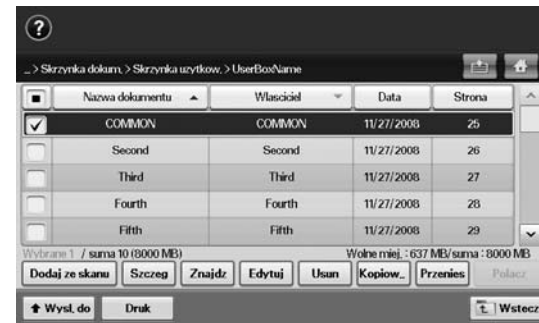 ?
_ > Skrzynka dokum, > Skrzynka uzytkow, > UserBoxName
Nazwa dokumentu Wlasciciel Data Strona
COMMON COMMON 11/27/2008 25
Second Second 11/27/2008 26
Third Third 11/27/2008 27
Fourth Fourth 11/27/2008 28
Fifth Fifth 11/27/2008 29
Wybrane 1 / suma 10 (8000 MB) Wolne miej, : 637 MB/suma : 8000 MB
Dodaj ze skanu Szczeg Znajdz Edytuj Usun Kopiow_ Przenies Polacz
Wysl, do Druk Wstecz